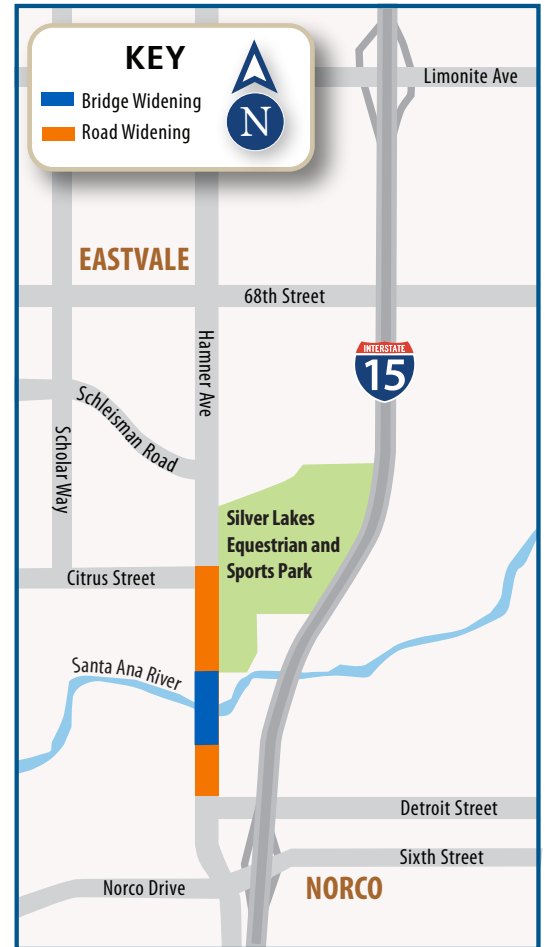 KEY
Bridge Widening
Road Widening
N
Limonite Ave
EASTVALE
68th Street
Hamner Ave
INTERSTATE
15
Schleisman Road
Scholar Way
Silver Lakes
Equestrian and
Sports Park
Citrus Street
Santa Ana River
Detroit Street
Sixth Street
Norco Drive
NORCO